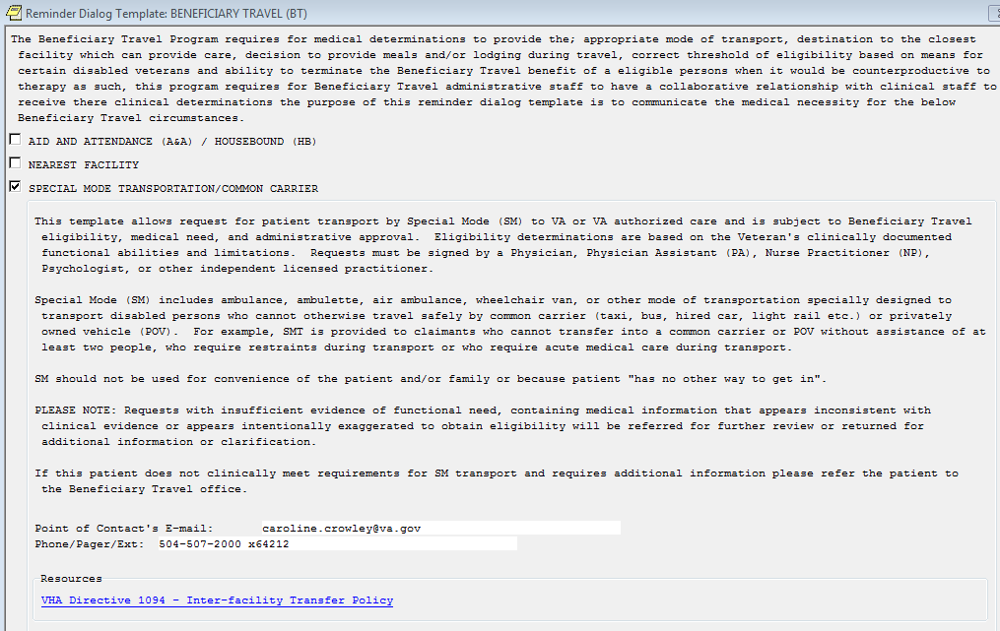 Reminder Dialog Template: BENEFICIARY TRAVEL (BT)
The Beneficiary Travel Program requires for medical determinations to provide the; appropriate mode of transport, destination to the closest
facility which can provide care, decision to provide meals and/or lodging during travel, correct threshold of eligibility based on means for
certain disabled veterans and ability to terminate the Beneficiary Travel benefit of a eligible persons when it would be counterproductive to
therapy as such, this program requires for Beneficiary Travel administrative staff to have a collaborative relationship with clinical staff to
receive there clinical determinations the purpose of this reminder dialog template is to communicate the medical necessity for the below
Beneficiary Travel circumstances.
AID AND ATTENDANCE (A&A) / HOUSEBOUND (HB)
NEAREST FACILITY
SPECIAL MODE TRANSPORTATION/COMMON CARRIER
This template allows request for patient transport by Special Mode (SM) to VA or VA authorized care and is subject to Beneficiary Travel
eligibility, medical need, and administrative approval.  Eligibility determinations are based on the Veteran's clinically documented
functional abilities and limitations.  Requests must be signed by a Physician, Physician Assistant (PA), Nurse Practitioner (NP),
Psychologist, or other independent licensed practitioner.
Special Mode (SM) includes ambulance, ambulette, air ambulance, wheelchair van, or other mode of transportation specially designed to
transport disabled persons who cannot otherwise travel safely by common carrier (taxi, bus, hired car, light rail etc.) or privately
owned vehicle (POV).  For example, SMT is provided to claimants who cannot transfer into a common carrier or POV without assistance of at
least two people, who require restraints during transport or who require acute medical care during transport.
SM should not be used for convenience of the patient and/or family or because patient "has no other way to get in".
PLEASE NOTE: Requests with insufficient evidence of functional need, containing medical information that appears inconsistent with
clinical evidence or appears intentionally exaggerated to obtain eligibility will be referred for further review or returned for
additional information or clarification.
If this patient does not clinically meet requirements for SM transport and requires additional information please refer the patient to
the Beneficiary Travel office.
Point of Contact's E-mail: caroline.crowley@va.gov
Phone/Pager/Ext: 504-507-2000 x64212
Resources
VHA Directive 1094 - Inter-facility Transfer Policy